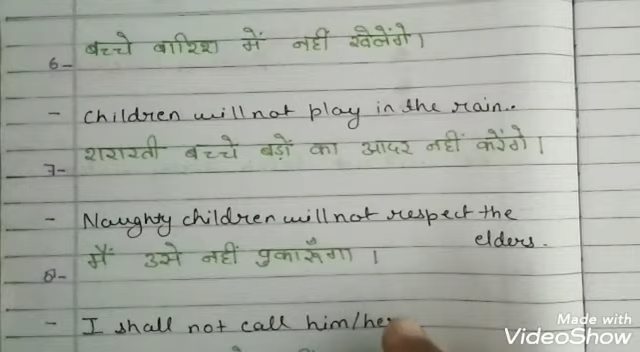 6- बच्चे बारिश में नहीं खेलेंगे।
- Children will not play in the rain..
7- शरारती बच्चे बड़ों का आदर नहीं करेंगे।
- Naughty children will not respect the
elders.
8- मैं उसे नहीं पुकारूँगा।
- I shall not call him/he
Made with
VideoShow